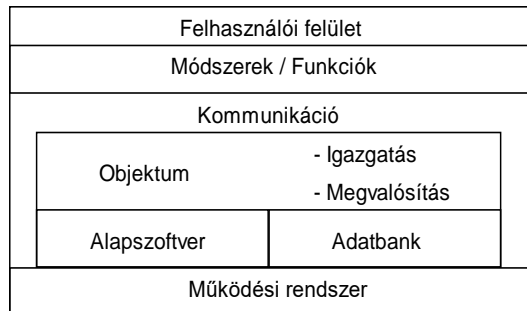 Felhasználói felület
Módszerek / Funkciók
Kommunikáció
Objektum
- Igazgatás
- Megvalósítás
Alapszoftver
Adatbank
Működési rendszer